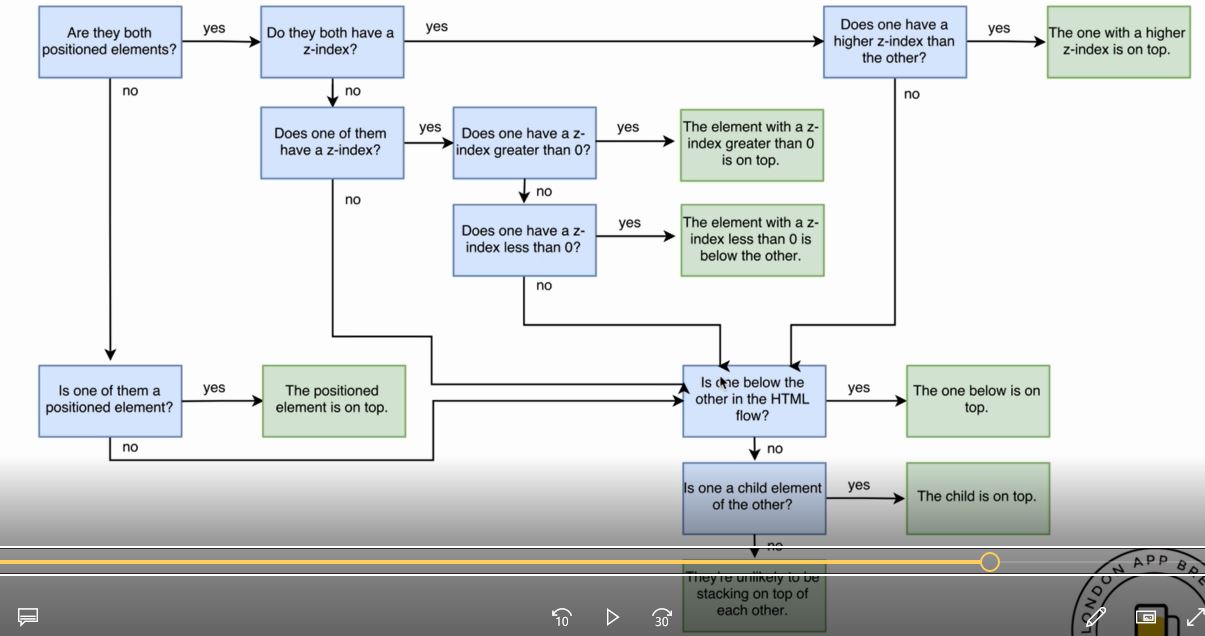 Are they both
positioned elements?
yes
Do they both have a
z-index?
yes
Does one have a
higher z-index than
the other?
yes
The one with a higher
z-index is on top.
no
no
no
Does one of them
have a z-index?
yes
Does one have a z-
index greater than 0?
yes
The element with a z-
index greater than 0
is on top.
no
no
Does one have a z-
index less than 0?
yes
The element with a z-
index less than 0 is
below the other.
no
Is one of them a
positioned element?
yes
The positioned
element is on top.
Is one below the
other in the HTML
flow?
yes
The one below is on
top.
no
no
Is one a child element
of the other?
yes
The child is on top.
no
They're unlikely to be
stacking on top of
each other.
LONDON APP BRE
10
30